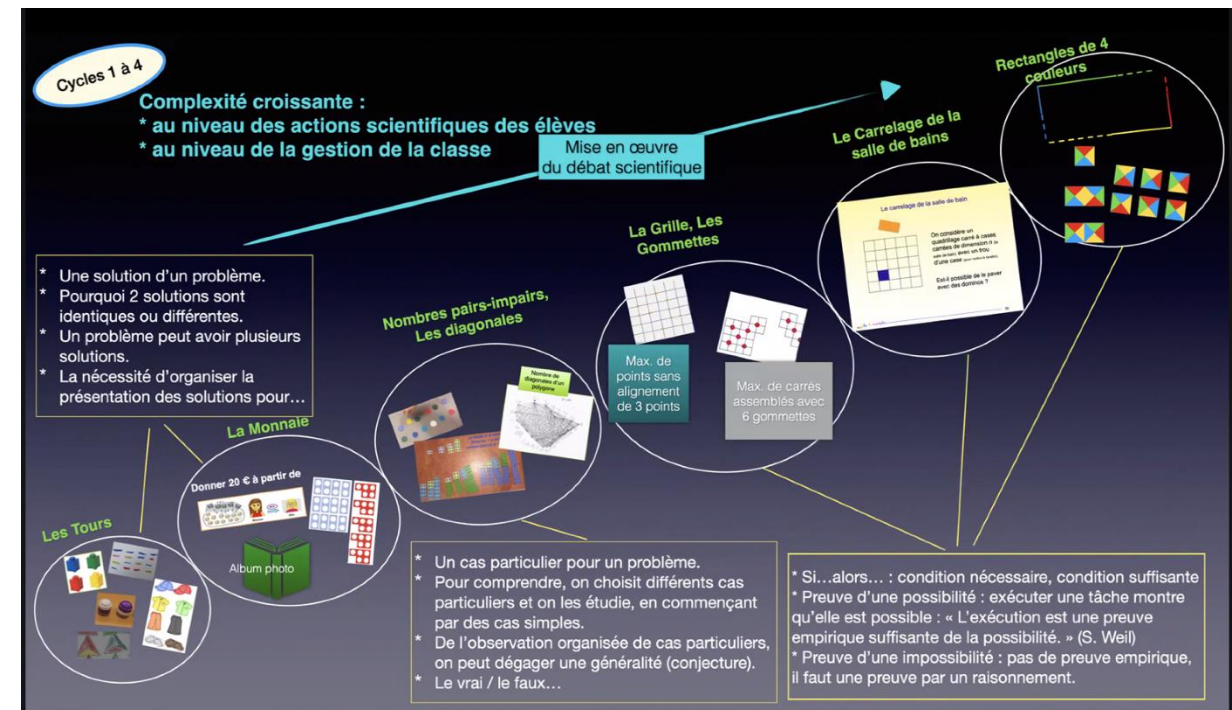 Cycles 1 à 4
Complexité croissante :
* au niveau des actions scientifiques des élèves
* au niveau de la gestion de la classe
Mise en œuvre
du débat scientifique
Rectangles de 4
couleurs
Le Carrelage de la
salle de bains
Le carrelage de la salle de bain
On considère un
quadrillage carré à cases
carrées de dimension n
avec un trou
d'une case
Est-il possible de le paver
avec des dominos ?
La Grille, Les
Gommettes
Max. de
points sans
alignement
de 3 points
Max. de carrés
assemblés avec
6 gommettes
Nombres pairs-impairs,
Les diagonales
Nombre de
diagonales d'un
polygone
* Une solution d'un problème.
* Pourquoi 2 solutions sont
identiques ou différentes.
* Un problème peut avoir plusieurs
solutions.
* La nécessité d'organiser la
présentation des solutions pour…
La Monnaie
Donner 20 € à partir de
Album photo
Les Tours
* Un cas particulier pour un problème.
* Pour comprendre, on choisit différents cas
particuliers et on les étudie, en commençant
par des cas simples.
* De l'observation organisée de cas particuliers,
on peut dégager une généralité (conjecture).
* Le vrai / le faux…
* Si…alors… : condition nécessaire, condition suffisante
* Preuve d'une possibilité : exécuter une tâche montre
qu'elle est possible : « L'exécution est une preuve
empirique suffisante de la possibilité. » (S. Weil)
* Preuve d'une impossibilité : pas de preuve empirique,
il faut une preuve par un raisonnement.